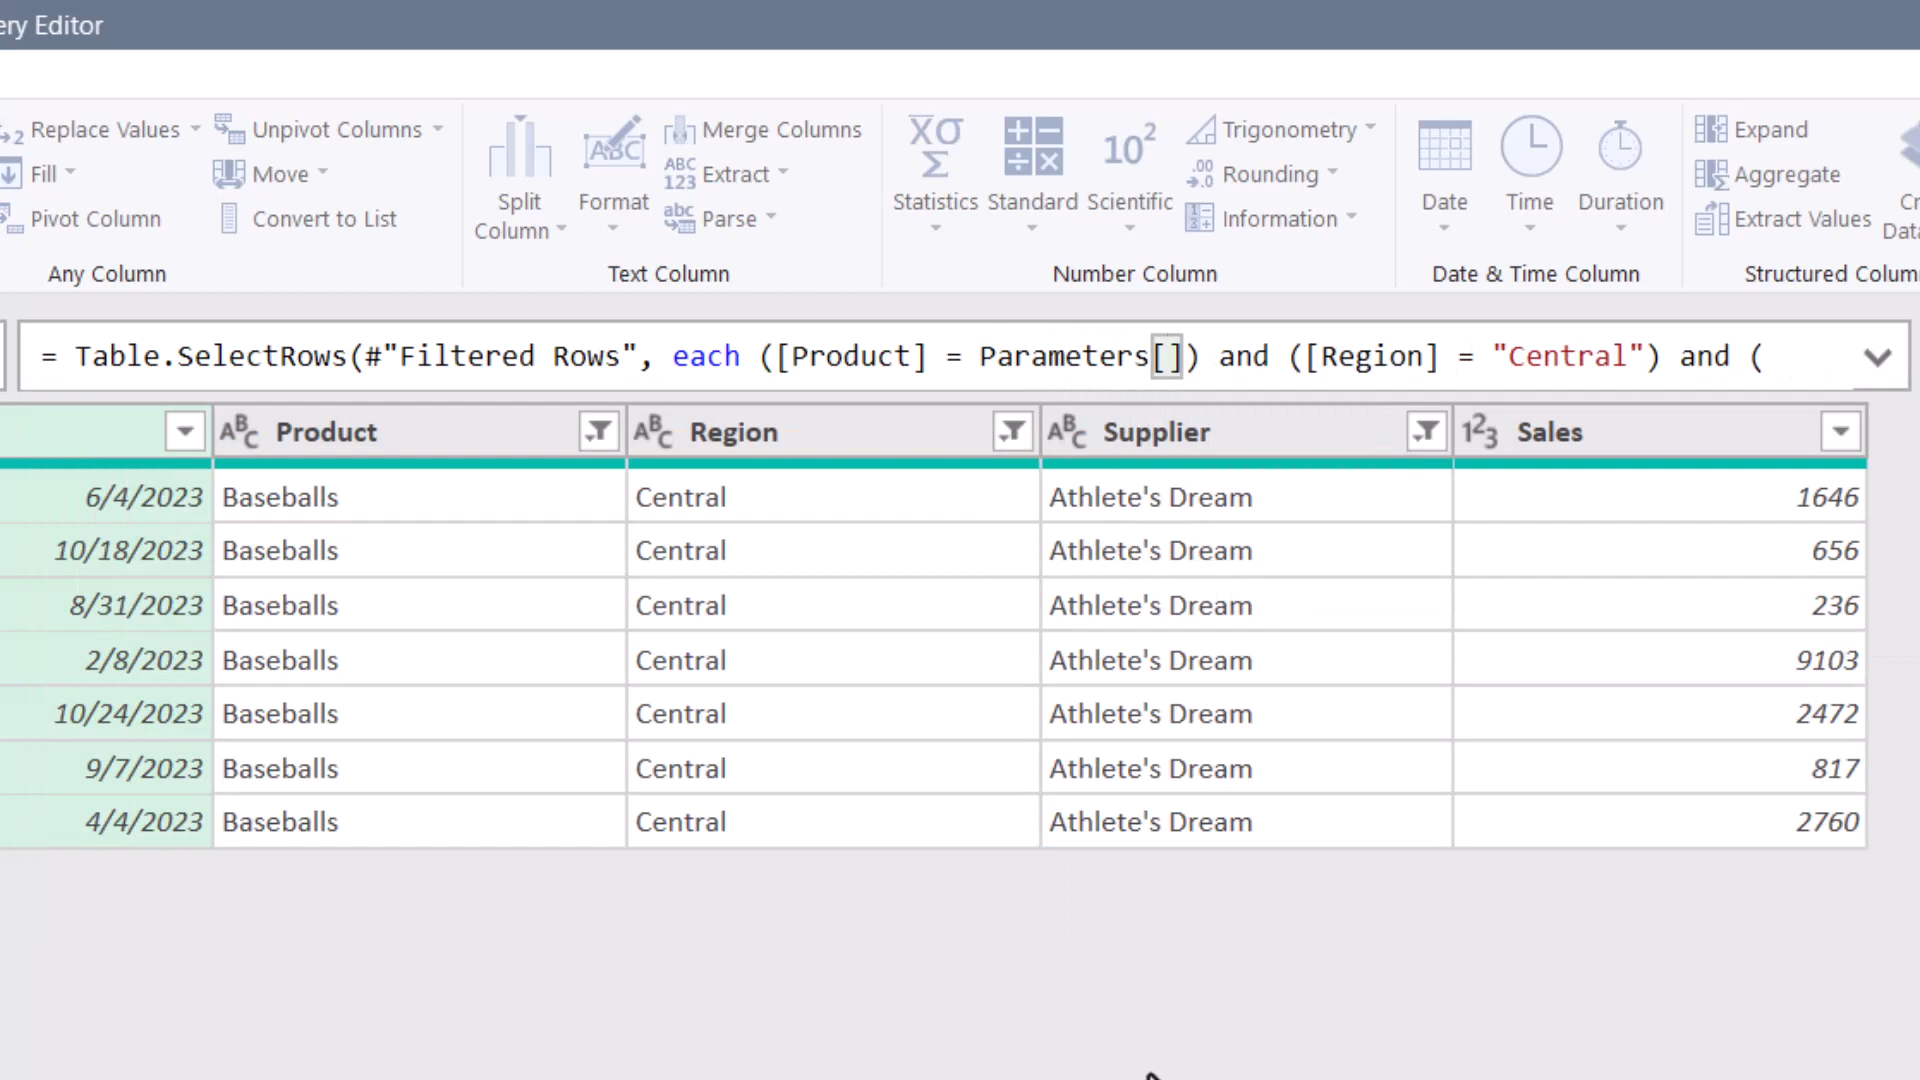 ery Editor
Replace Values
Unpivot Columns
Merge Columns
Trigonometry
Expand
Fill
Move
Extract
Rounding
Aggregate
Pivot Column
Convert to List
Split Column
Format
Parse
Statistics
Standard
Scientific
Information
Date
Time
Duration
Extract Values
Cr
Data
Any Column
Text Column
Number Column
Date & Time Column
Structured Colum
= Table.SelectRows(#"Filtered Rows", each ([Product] = Parameters[]) and ([Region] = "Central") and (
Product Region Supplier Sales
6/4/2023 Baseballs Central Athlete's Dream 1646
10/18/2023 Baseballs Central Athlete's Dream 656
8/31/2023 Baseballs Central Athlete's Dream 236
2/8/2023 Baseballs Central Athlete's Dream 9103
10/24/2023 Baseballs Central Athlete's Dream 2472
9/7/2023 Baseballs Central Athlete's Dream 817
4/4/2023 Baseballs Central Athlete's Dream 2760